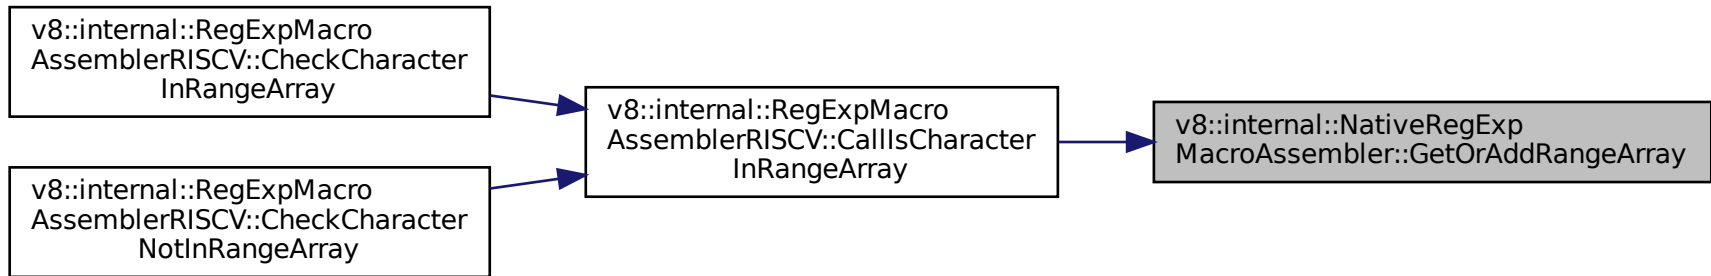 v8::internal::RegExpMacro
AssemblerRISCV::CheckCharacter
InRangeArray
v8::internal::RegExpMacro
AssemblerRISCV::CheckCharacter
NotInRangeArray
v8::internal::RegExpMacro
AssemblerRISCV::CallIsCharacter
InRangeArray
v8::internal::NativeRegExp
MacroAssembler::GetOrAddRangeArray